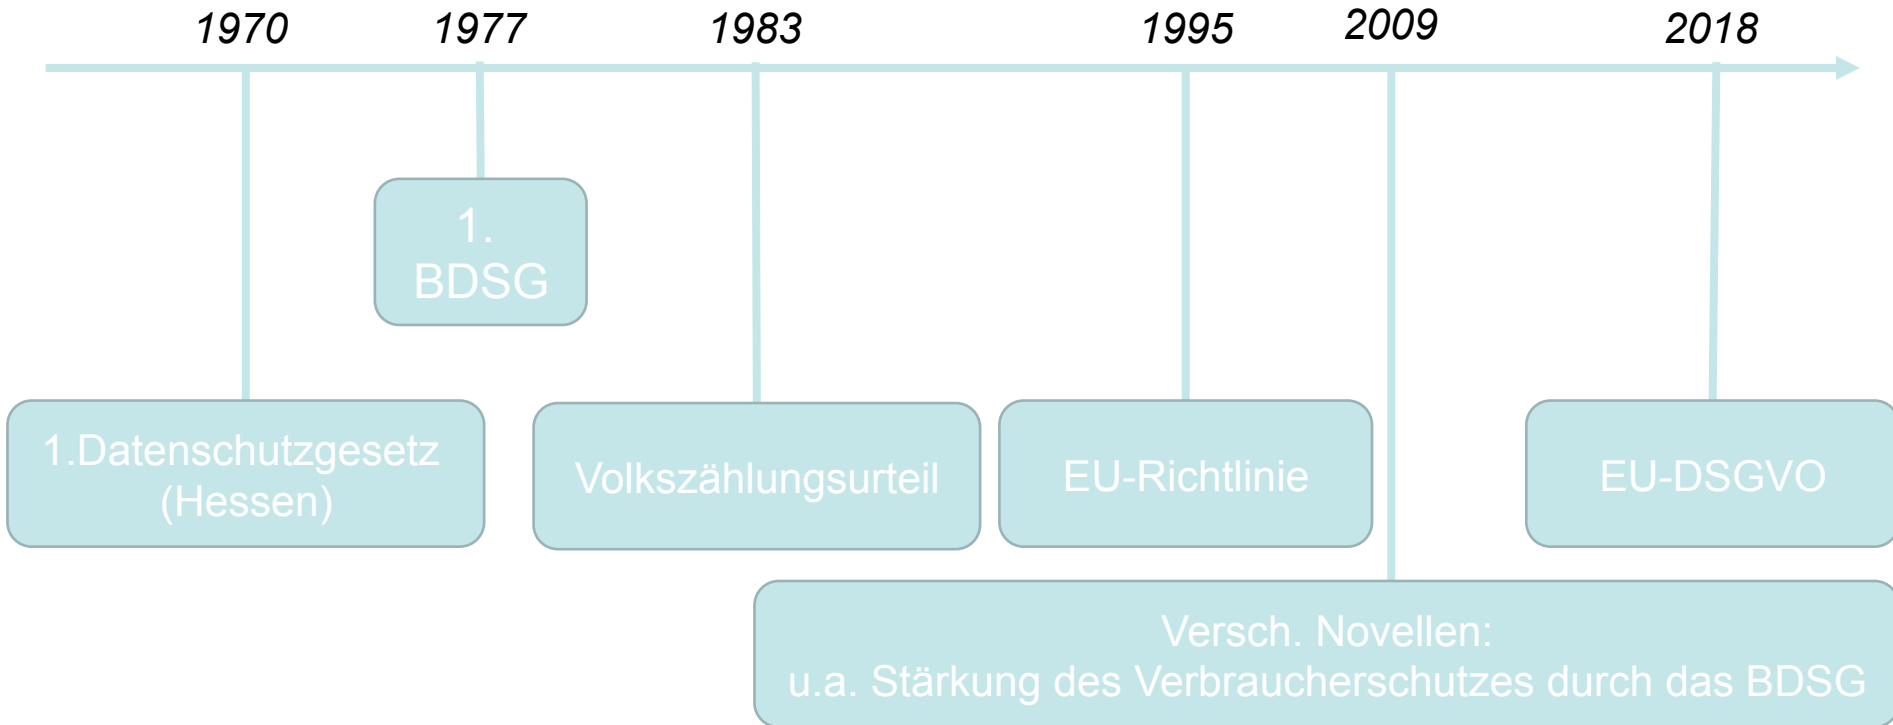 1970
1977
1983
1995
2009
2018
1.
BDSG
1.Datenschutzgesetz
(Hessen)
Volkszählungsurteil
EU-Richtlinie
EU-DSGVO
Versch. Novellen:
u.a. Stärkung des Verbraucherschutzes durch das BDSG